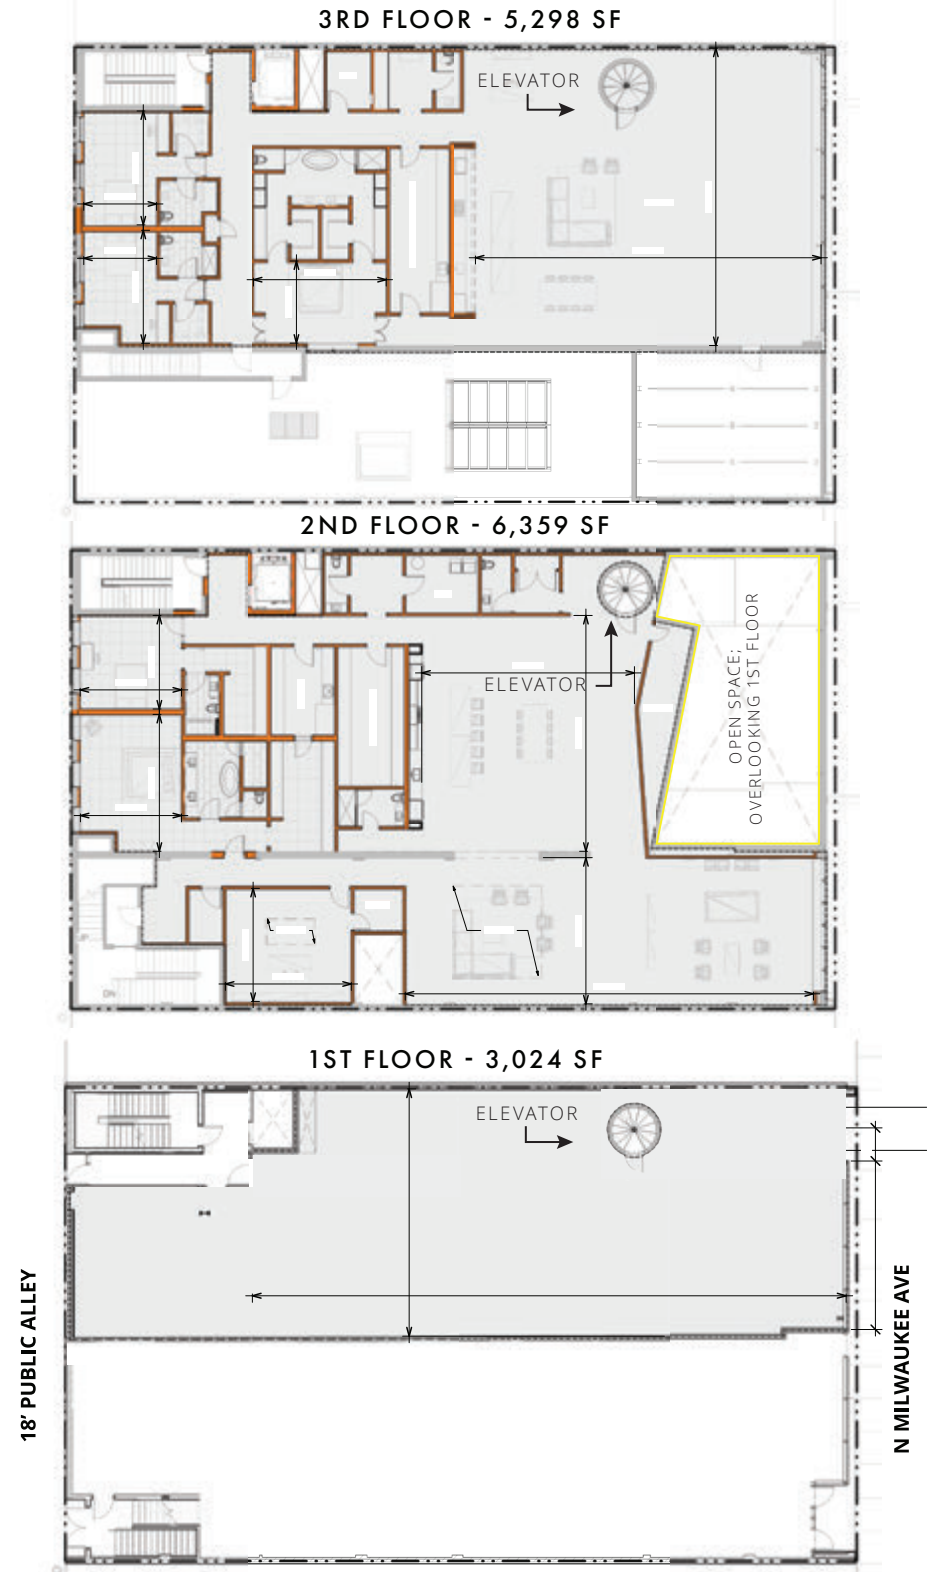 3RD FLOOR - 5,298 SF
ELEVATOR
2ND FLOOR - 6,359 SF
ELEVATOR
OPEN SPACE;
OVERLOOKING 1ST FLOOR
1ST FLOOR - 3,024 SF
ELEVATOR
18' PUBLIC ALLEY
N MILWAUKEE AVE